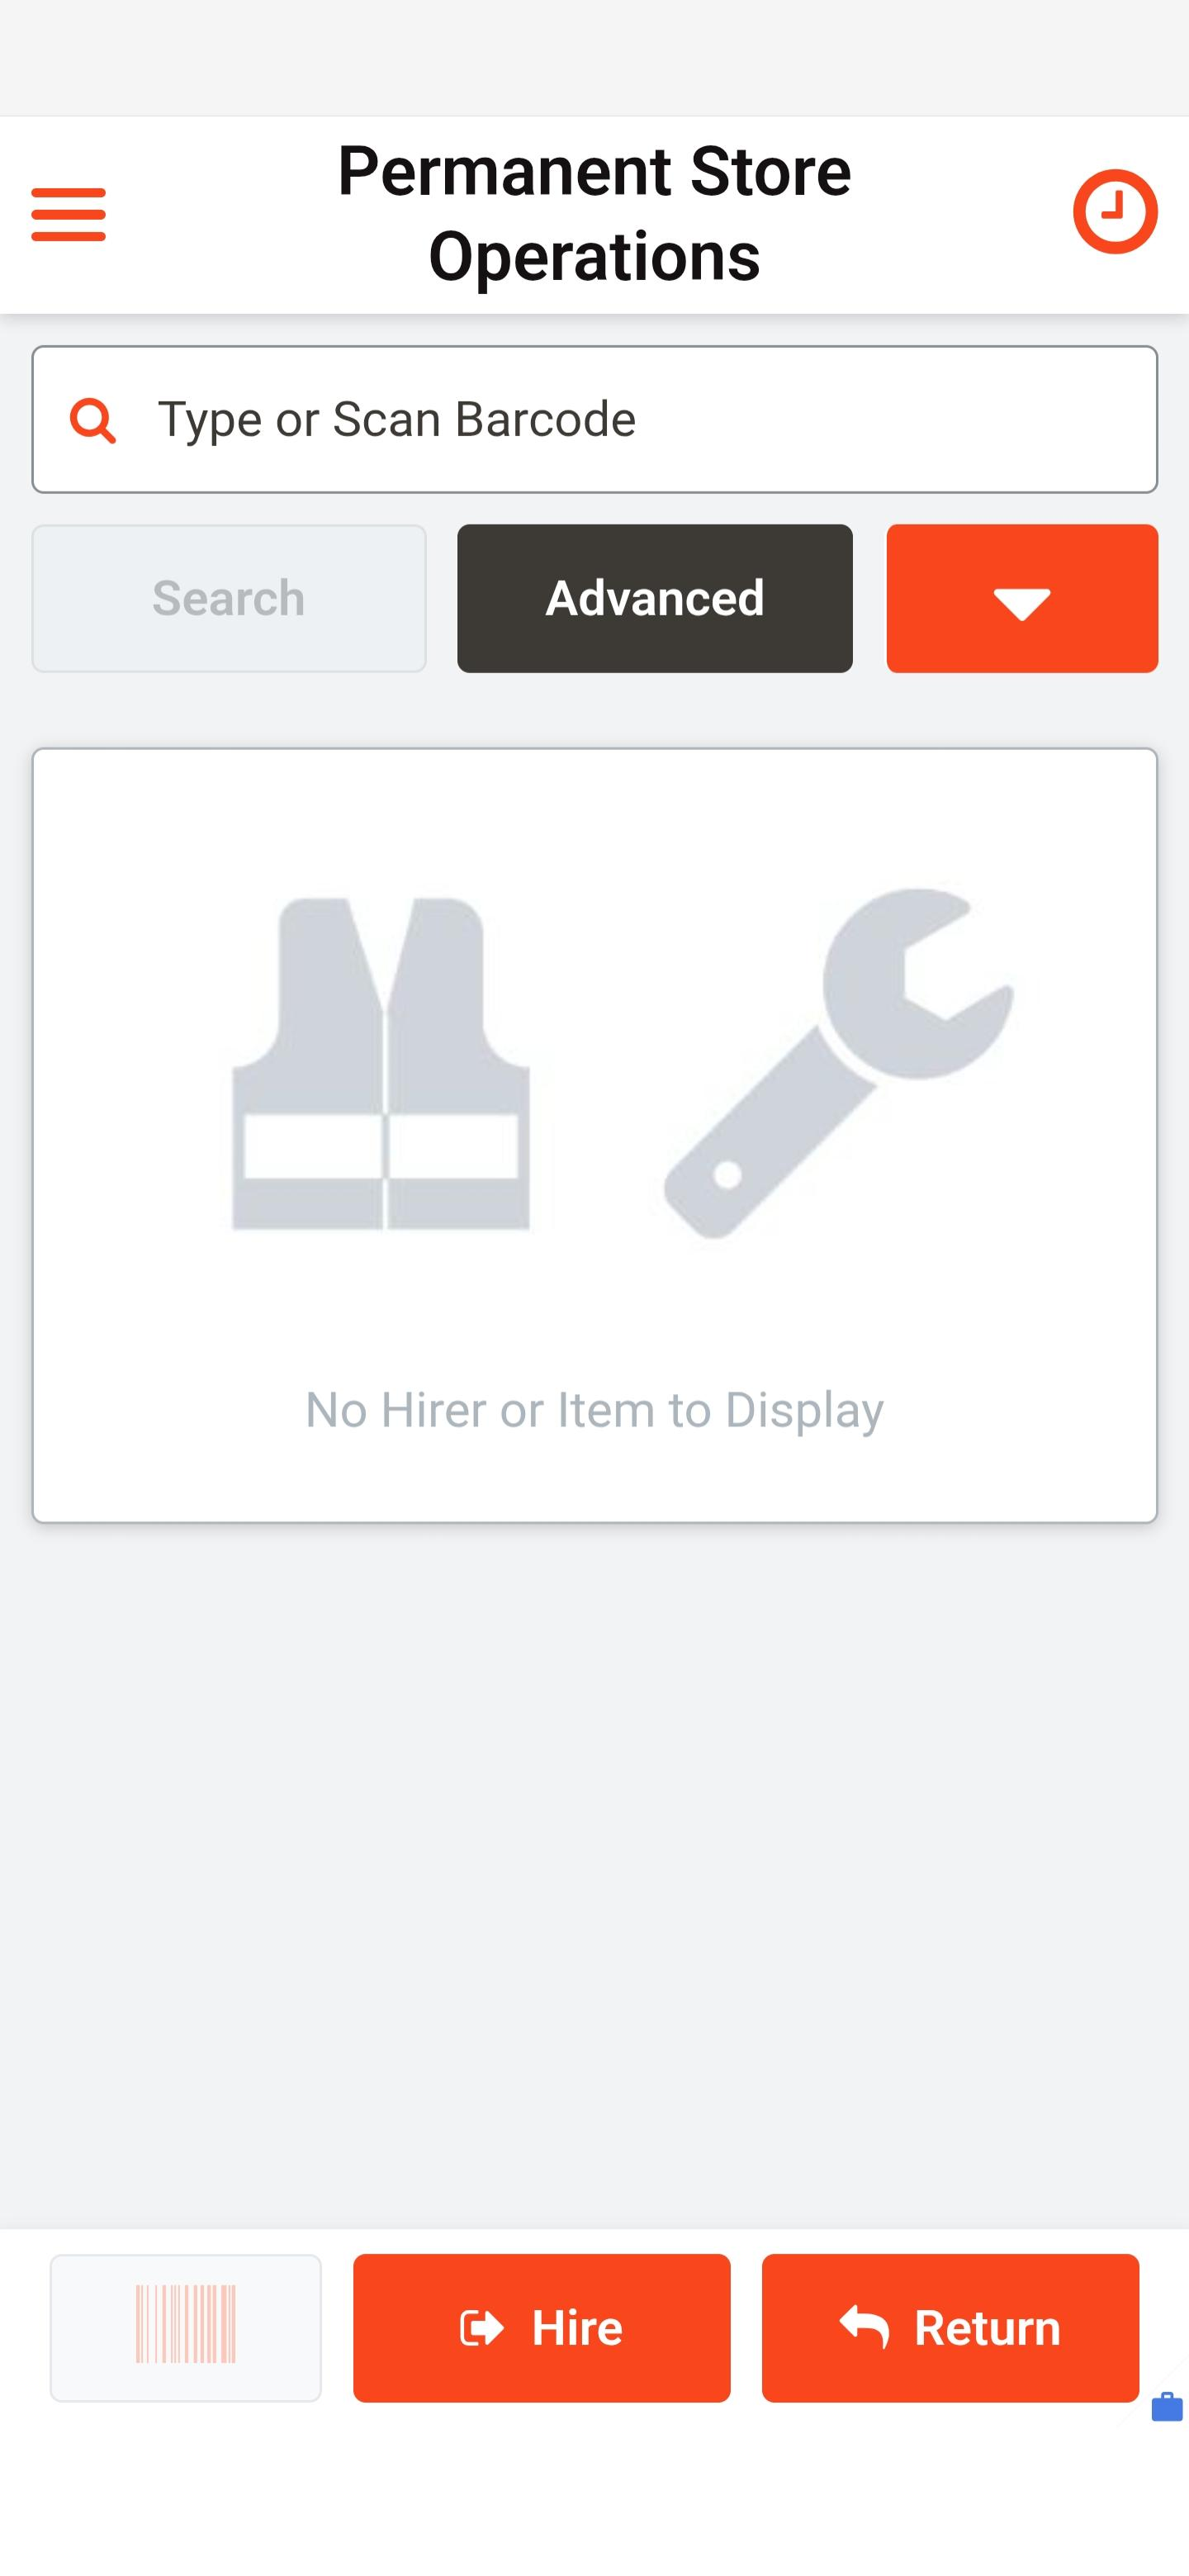 Permanent Store
Operations
Type or Scan Barcode
Search
Advanced
No Hirer or Item to Display
Hire
Return